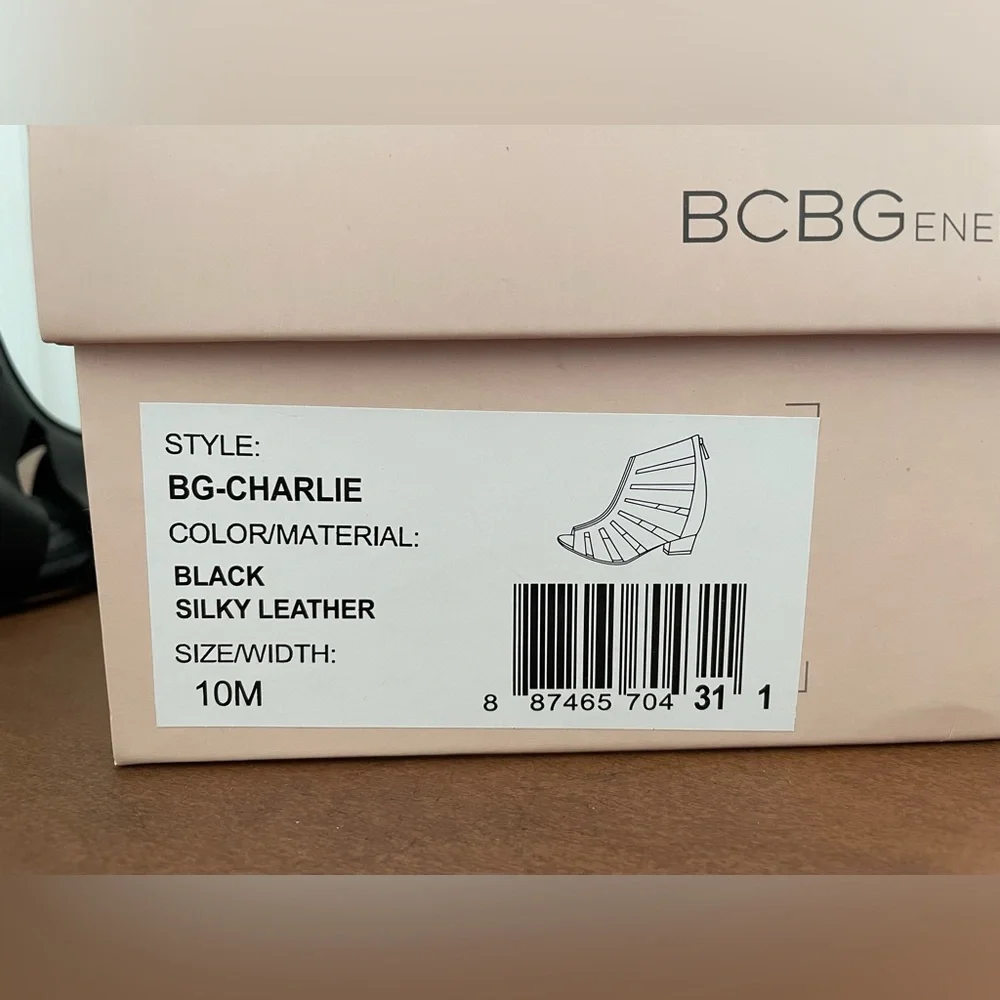 BCBGENE
STYLE:
BG-CHARLIE
COLOR/MATERIAL:
BLACK
SILKY LEATHER
SIZE/WIDTH:
10M
8 87465 704 31 1